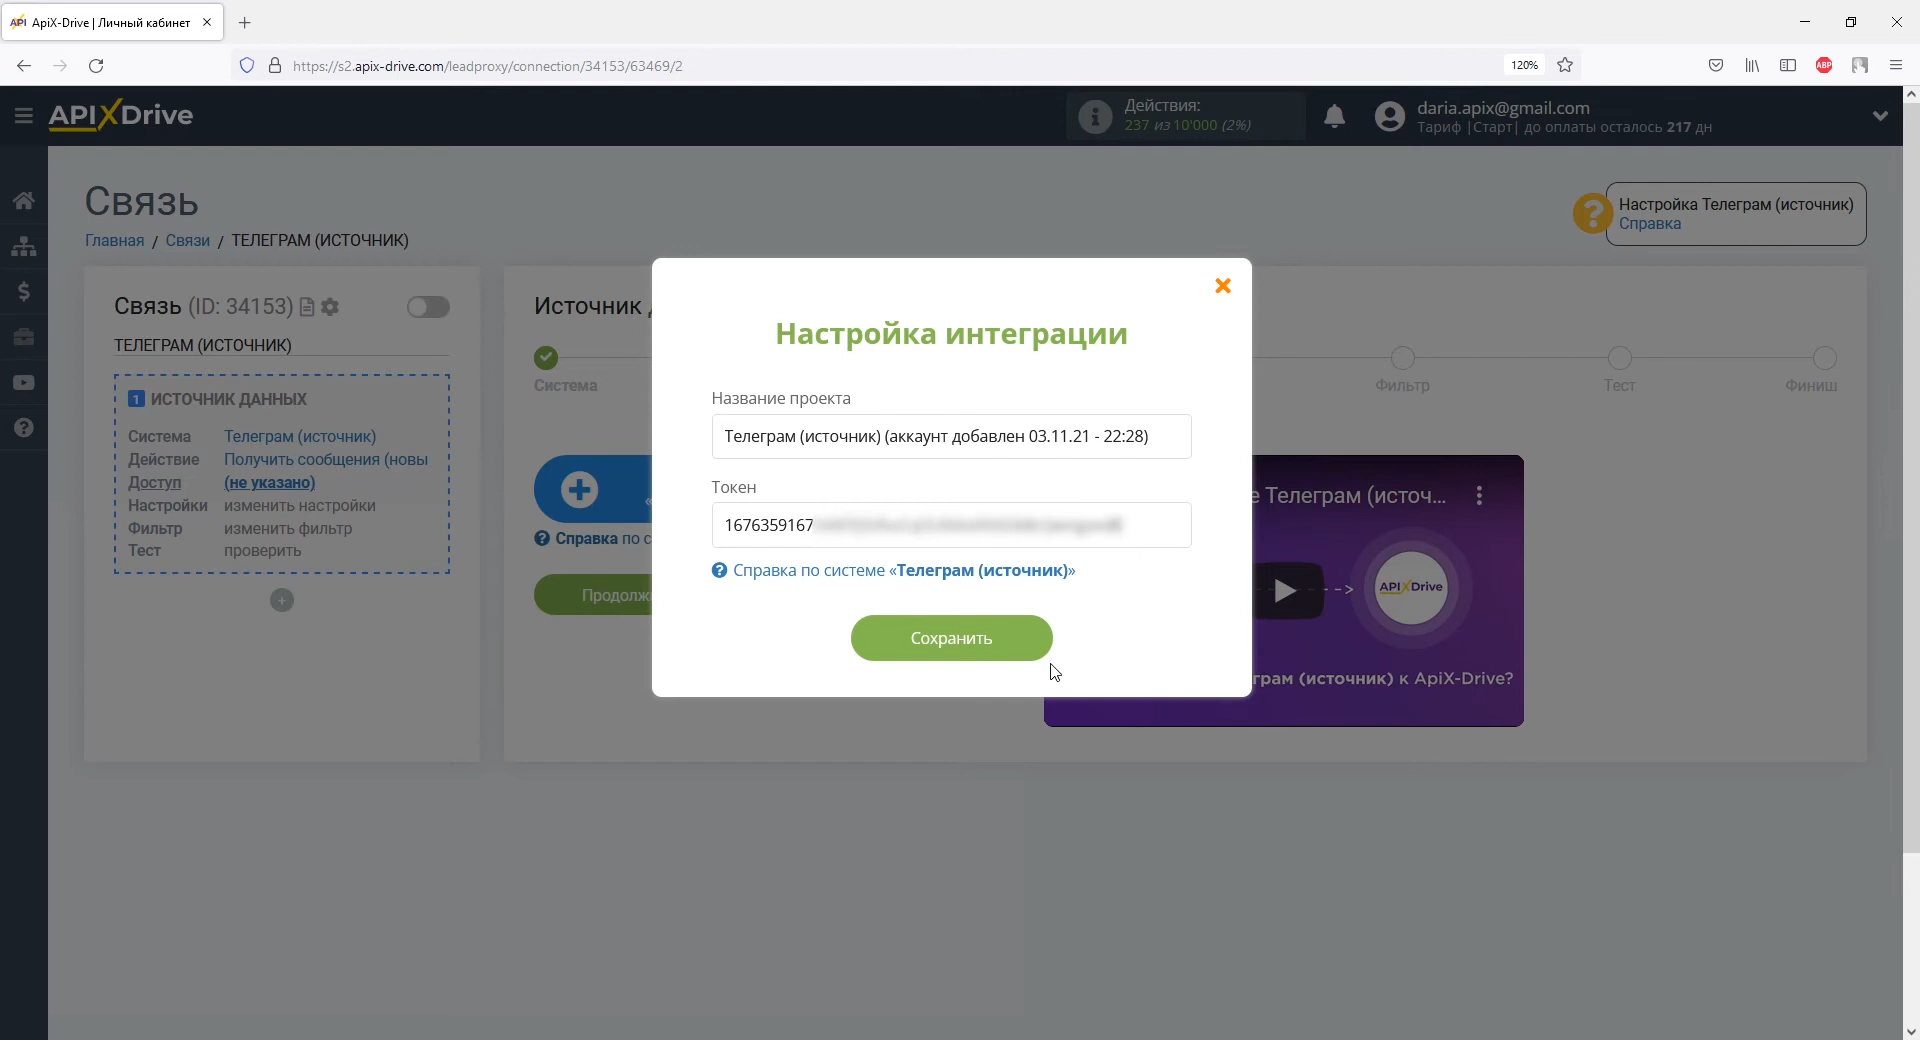 ApiX-Drive | Личный кабинет
https://s2.apix-drive.com/leadproxy/connection/34153/63469/2
120%
ABP
APIXDrive
Действия:
237 из 10'000 (2%)
daria.apix@gmail.com
Тариф |Старт| до оплаты осталось 217 дн
Связь
Главная / Связи / ТЕЛЕГРАМ (ИСТОЧНИК)
Настройка Телеграм (источник)
Справка
Связь (ID: 34153)
ТЕЛЕГРАМ (ИСТОЧНИК)
1 ИСТОЧНИК ДАННЫХ
Система Телеграм (источник)
Действие Получить сообщения (новы
Доступ (не указано)
Настройки изменить настройки
Фильтр изменить фильтр
Тест проверить
Источник
Система
Фильтр
Тест
Финиш
Справка по с
Продолж
Настройка интеграции
Название проекта
Телеграм (источник) (аккаунт добавлен 03.11.21 - 22:28)
Токен
1676359167
Справка по системе «Телеграм (источник)»
Сохранить
е Телеграм (источ...
APIXDrive
грам (источник) к ApiX-Drive?